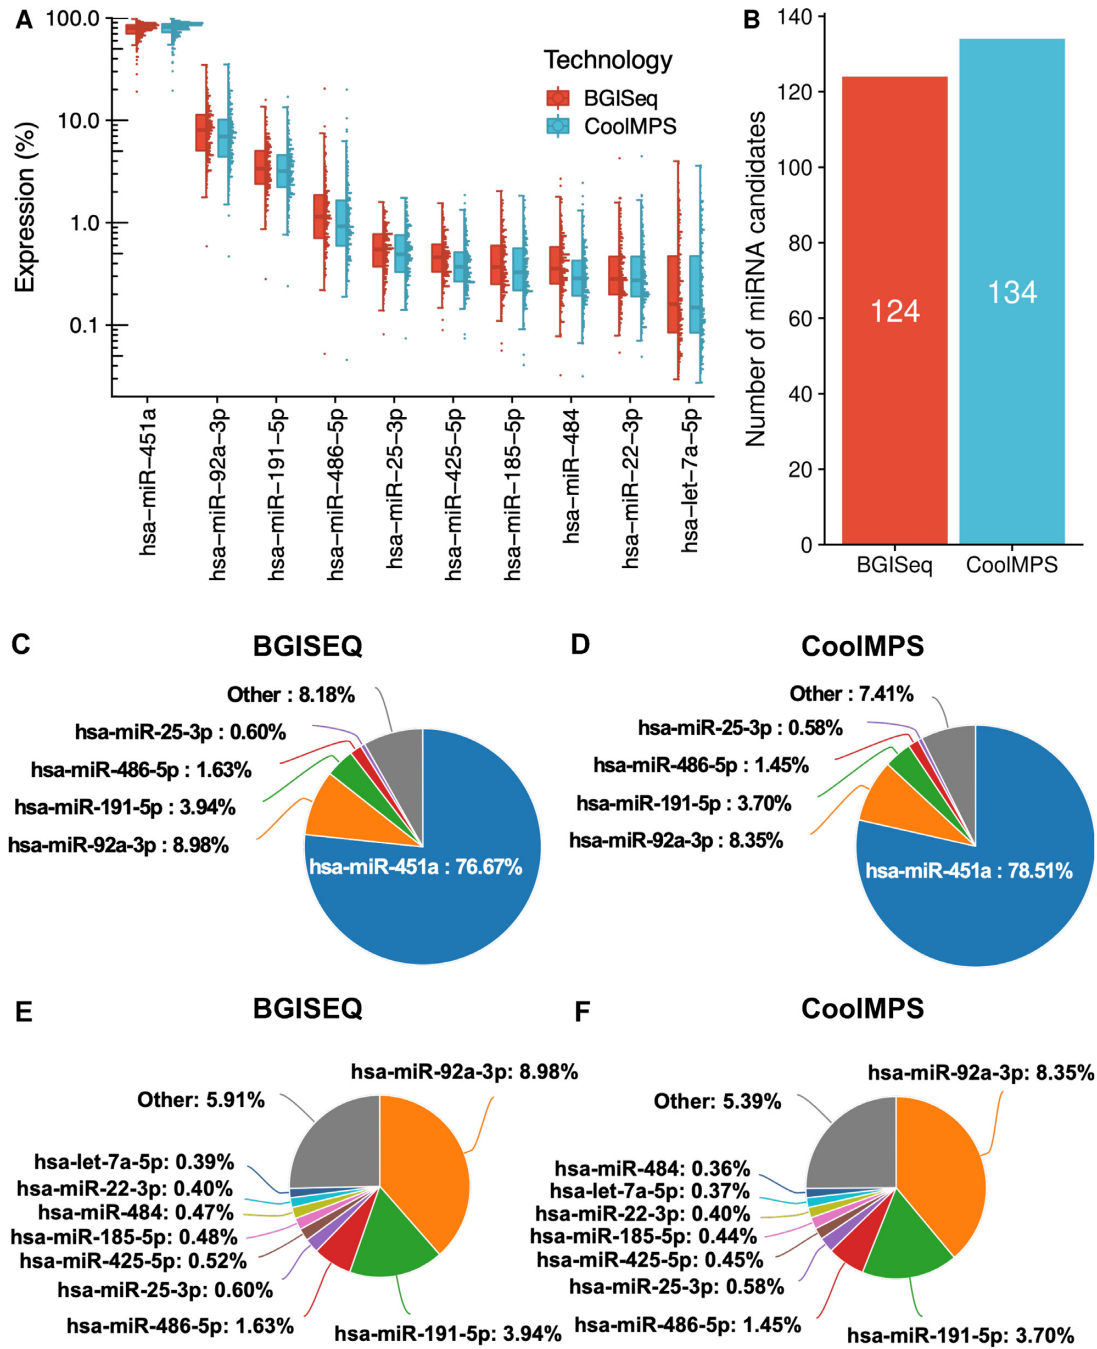 A
100.0
10.0
1.0
0.1
Expression (%)
Technology
BGISeq
CoolMPS
hsa–miR–451a
hsa–miR–92a–3p
hsa–miR–191–5p
hsa–miR–486–5p
hsa–miR–25–3p
hsa–miR–425–5p
hsa–miR–185–5p
hsa–miR–484
hsa–miR–22–3p
hsa–let–7a–5p
B
140
120
100
80
60
40
20
0
Number of miRNA candidates
124
134
BGISeq
CoolMPS
C
BGISEQ
Other : 8.18%
hsa-miR-25-3p : 0.60%
hsa-miR-486-5p : 1.63%
hsa-miR-191-5p : 3.94%
hsa-miR-92a-3p : 8.98%
hsa-miR-451a : 76.67%
D
CoolMPS
Other : 7.41%
hsa-miR-25-3p : 0.58%
hsa-miR-486-5p : 1.45%
hsa-miR-191-5p : 3.70%
hsa-miR-92a-3p : 8.35%
hsa-miR-451a : 78.51%
E
BGISEQ
hsa-miR-92a-3p: 8.98%
Other: 5.91%
hsa-let-7a-5p: 0.39%
hsa-miR-22-3p: 0.40%
hsa-miR-484: 0.47%
hsa-miR-185-5p: 0.48%
hsa-miR-425-5p: 0.52%
hsa-miR-25-3p: 0.60%
hsa-miR-486-5p: 1.63%
hsa-miR-191-5p: 3.94%
F
CoolMPS
hsa-miR-92a-3p: 8.35%
Other: 5.39%
hsa-miR-484: 0.36%
hsa-let-7a-5p: 0.37%
hsa-miR-22-3p: 0.40%
hsa-miR-185-5p: 0.44%
hsa-miR-425-5p: 0.45%
hsa-miR-25-3p: 0.58%
hsa-miR-486-5p: 1.45%
hsa-miR-191-5p: 3.70%